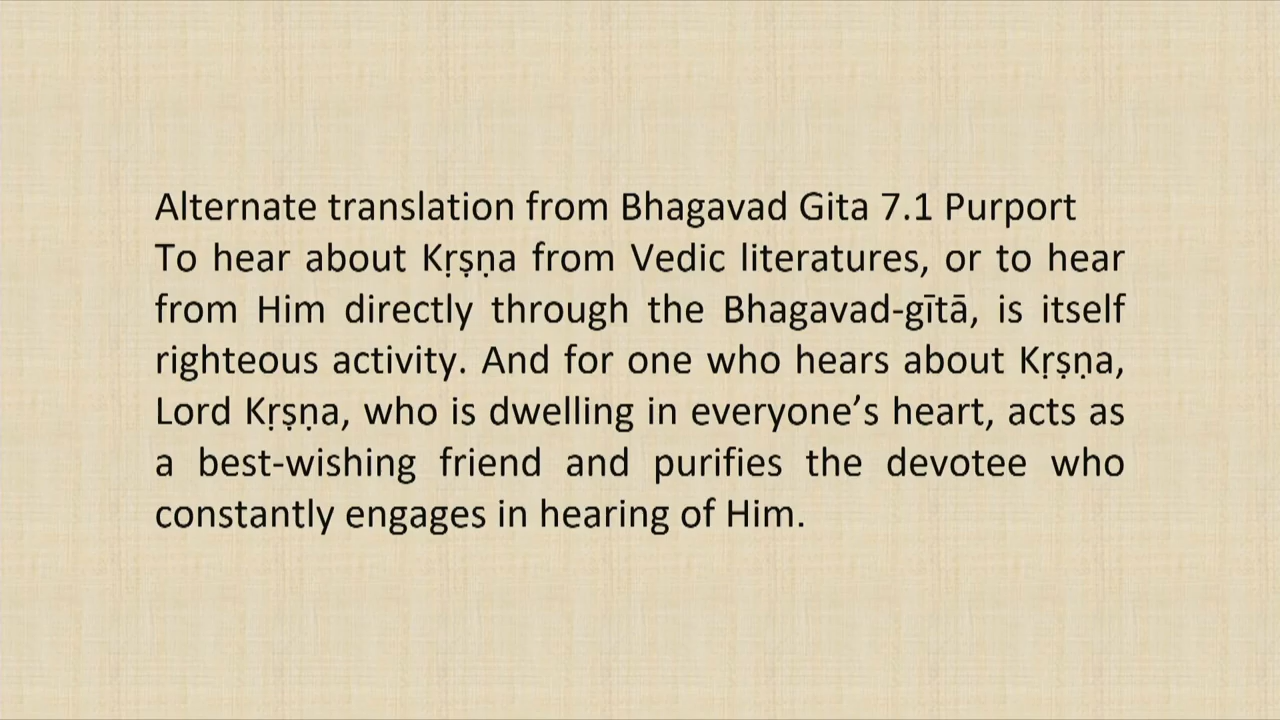 Alternate translation from Bhagavad Gita 7.1 Purport
To hear about Kṛṣṇa from Vedic literatures, or to hear
from Him directly through the Bhagavad-gītā, is itself
righteous activity. And for one who hears about Kṛṣṇa,
Lord Kṛṣṇa, who is dwelling in everyone’s heart, acts as
a best-wishing friend and purifies the devotee who
constantly engages in hearing of Him.